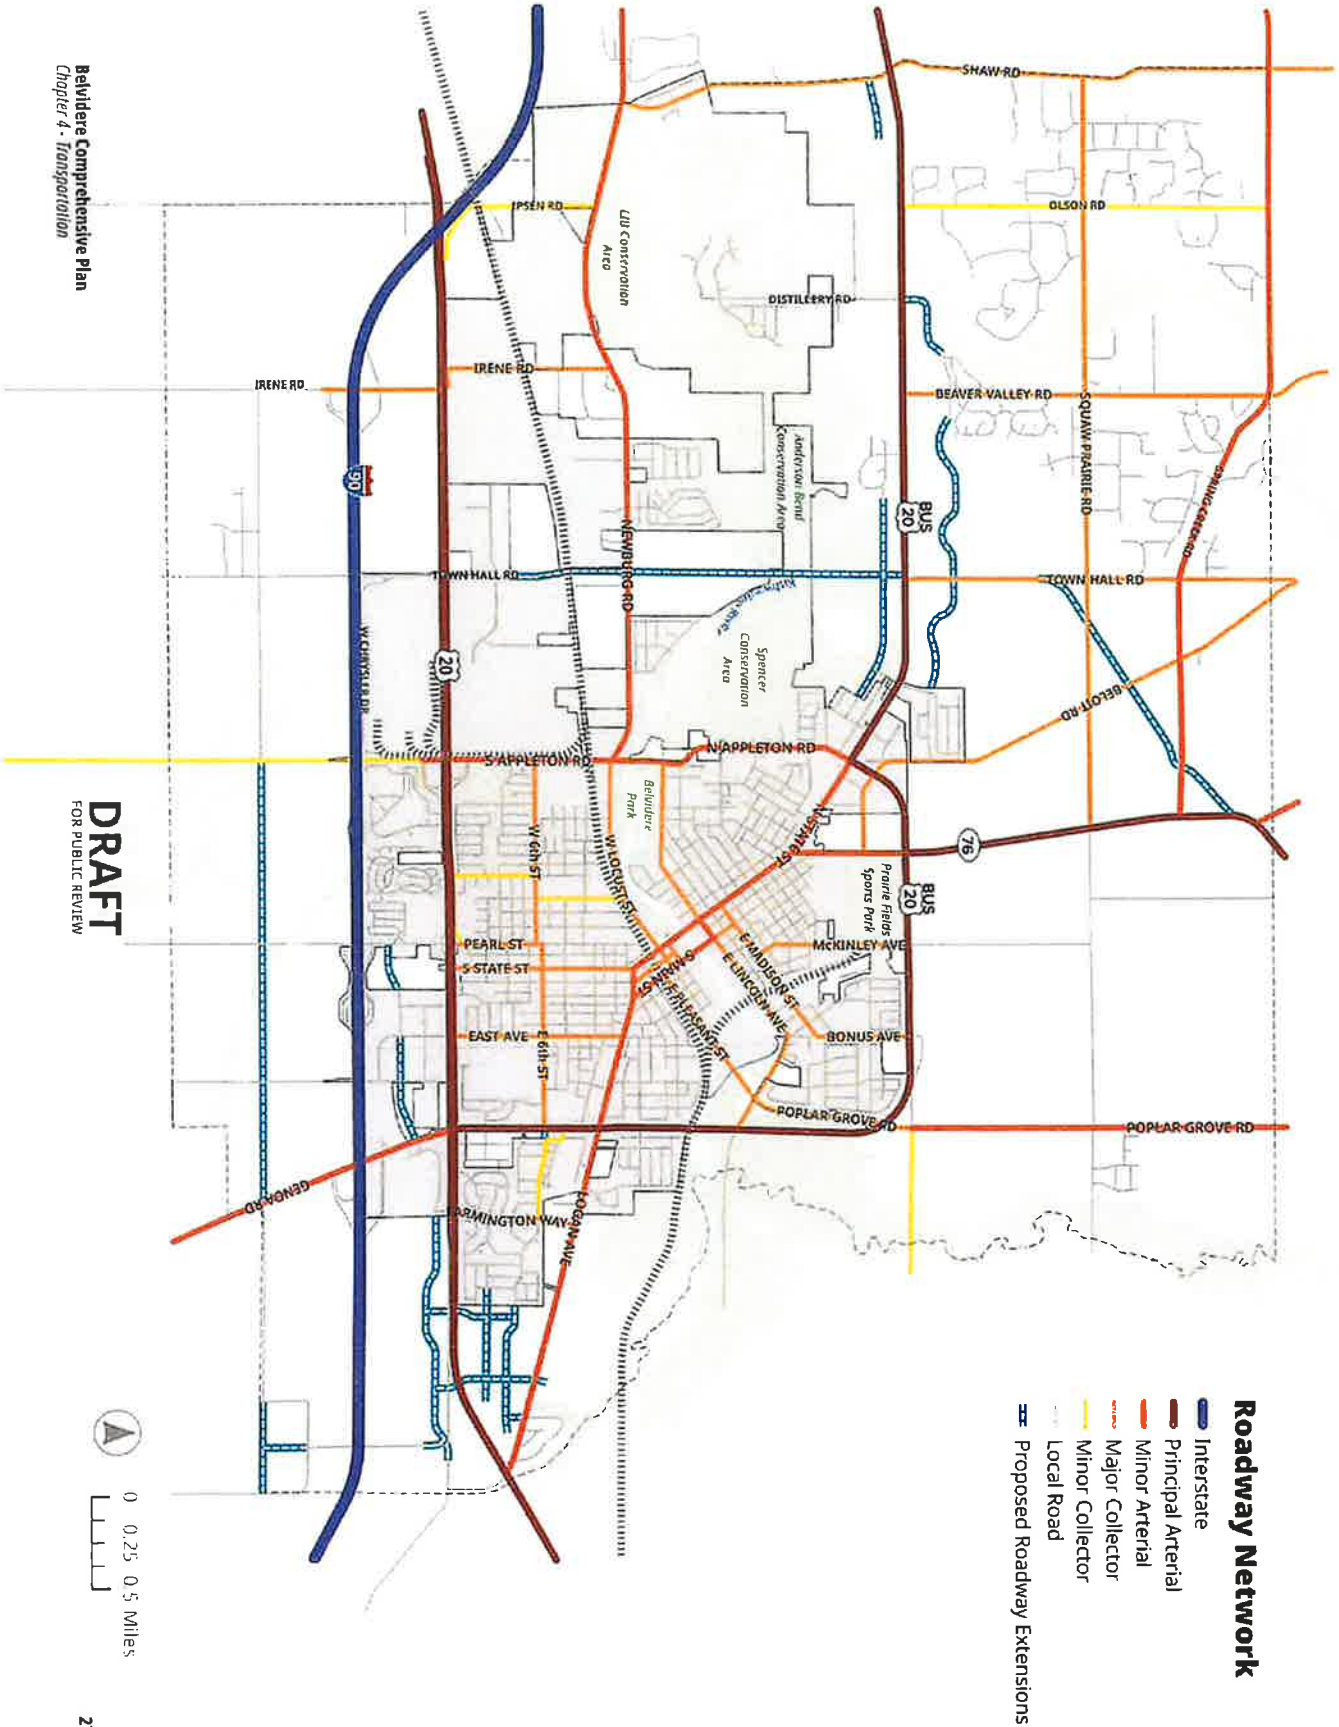 Roadway Network
Interstate
Principal Arterial
Minor Arterial
Major Collector
Minor Collector
Local Road
Proposed Roadway Extensions
SHAW RD
OLSON RD
SQUAW PRAIRIE RD
BEAVER VALLEY RD
SPRING CREEK RD
TOWN HALL RD
BELOIT RD
POPLAR GROVE RD
76
BUS
20
BUS
20
DISTILLERY RD
Prairie Fields
Sports Park
McKINLEY AVE
BONUS AVE
POPLAR GROVE RD
N STATE ST
Anderson Bend
Conservation Area
Kishwaukee River
Spencer
Conservation
Area
N APPLETON RD
E MADISON ST
E LINCOLN AVE
E PLEASANT ST
S MAIN ST
LIU Conservation
Area
NEWBURG RD
Belvidere
Park
W LOCUST ST
IPSEN RD
IRENE RD
TOWN HALL RD
S APPLETON RD
W 6th ST
PEARL ST
S STATE ST
EAST AVE
E 6th ST
LOGAN AVE
FARMINGTON WAY
20
W CHRYSLER DR
90
IRENE RD
GENOA RD
DRAFT
FOR PUBLIC REVIEW
0 0.25 0.5 Miles
Belvidere Comprehensive Plan
Chapter 4 - Transportation